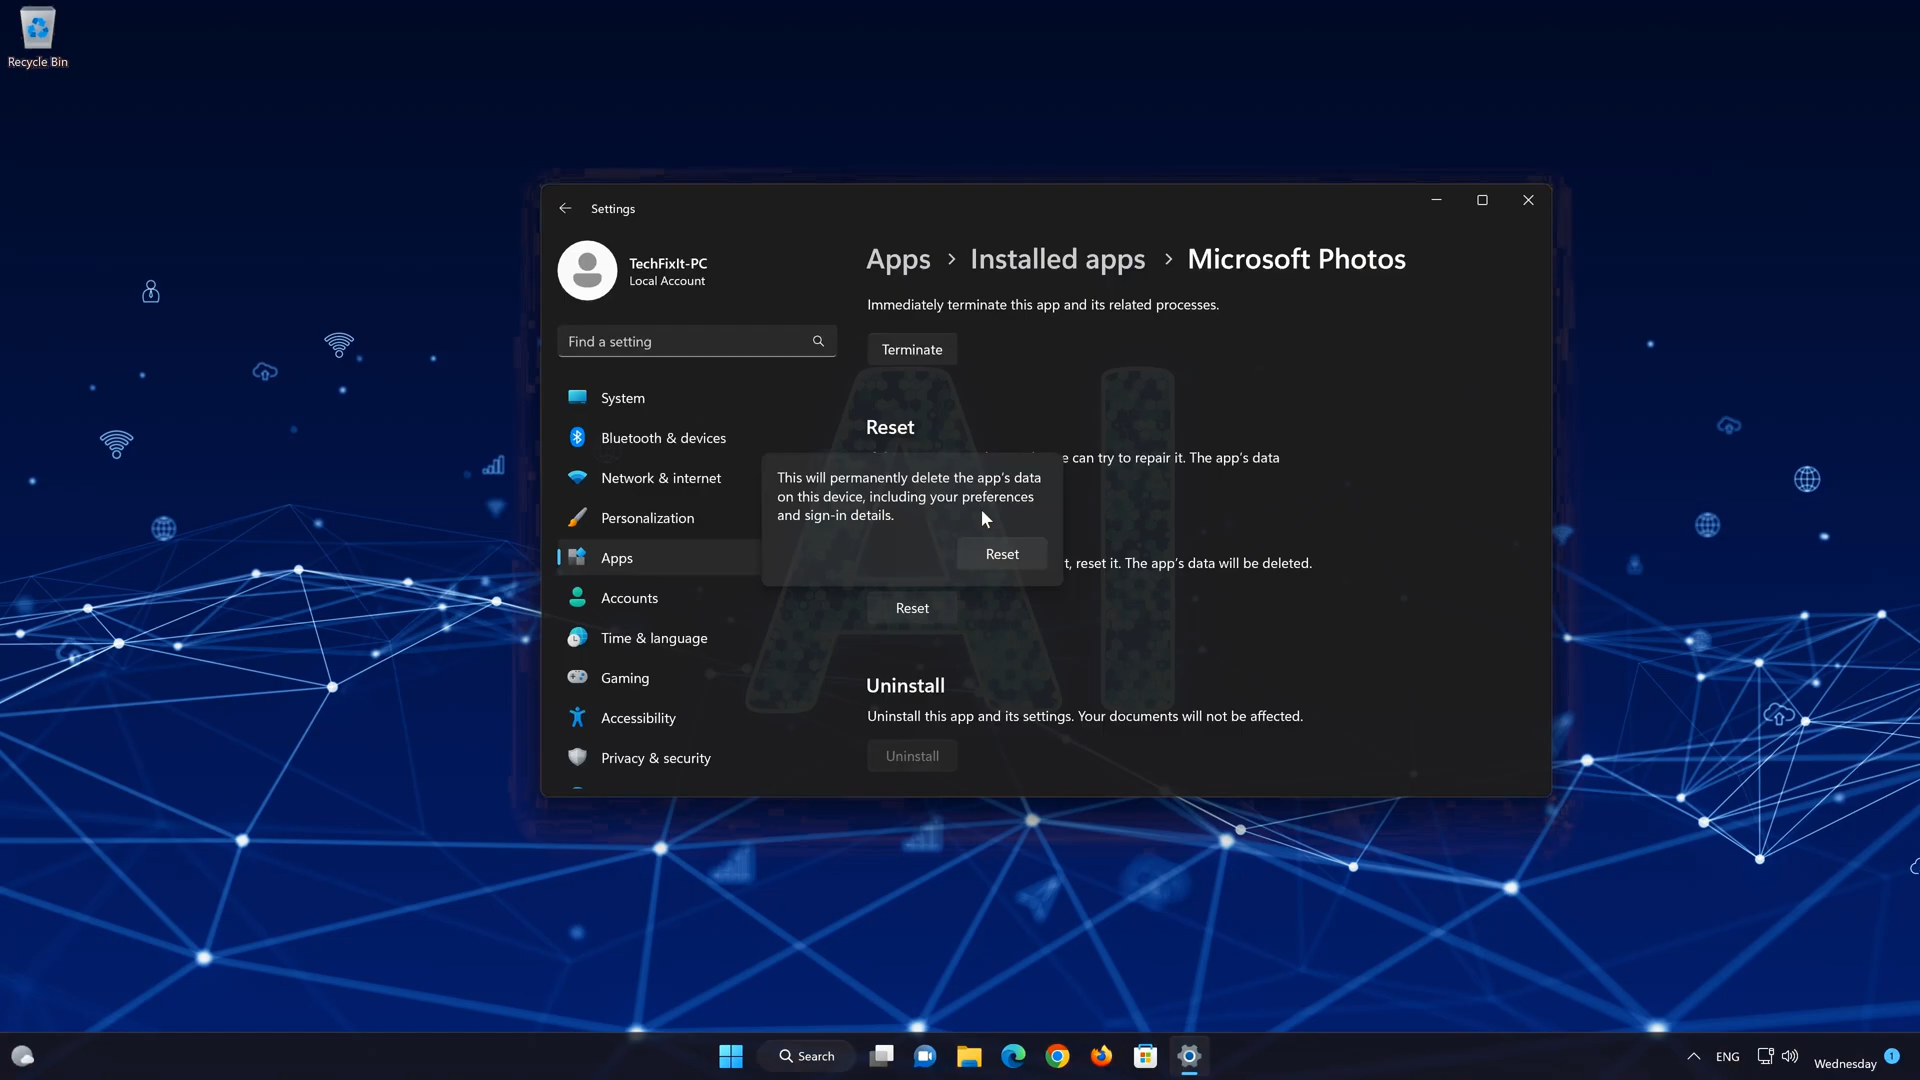 Recycle Bin
Settings
TechFixIt-PC
Local Account
Find a setting
System
Bluetooth & devices
Network & internet
Personalization
Apps
Accounts
Time & language
Gaming
Accessibility
Privacy & security
Apps > Installed apps > Microsoft Photos
Immediately terminate this app and its related processes.
Terminate
Reset
can try to repair it. The app's data
This will permanently delete the app's data
on this device, including your preferences
and sign-in details.
Reset
reset it. The app's data will be deleted.
Reset
Uninstall
Uninstall this app and its settings. Your documents will not be affected.
Uninstall
AI
Search
ENG
Wednesday
1